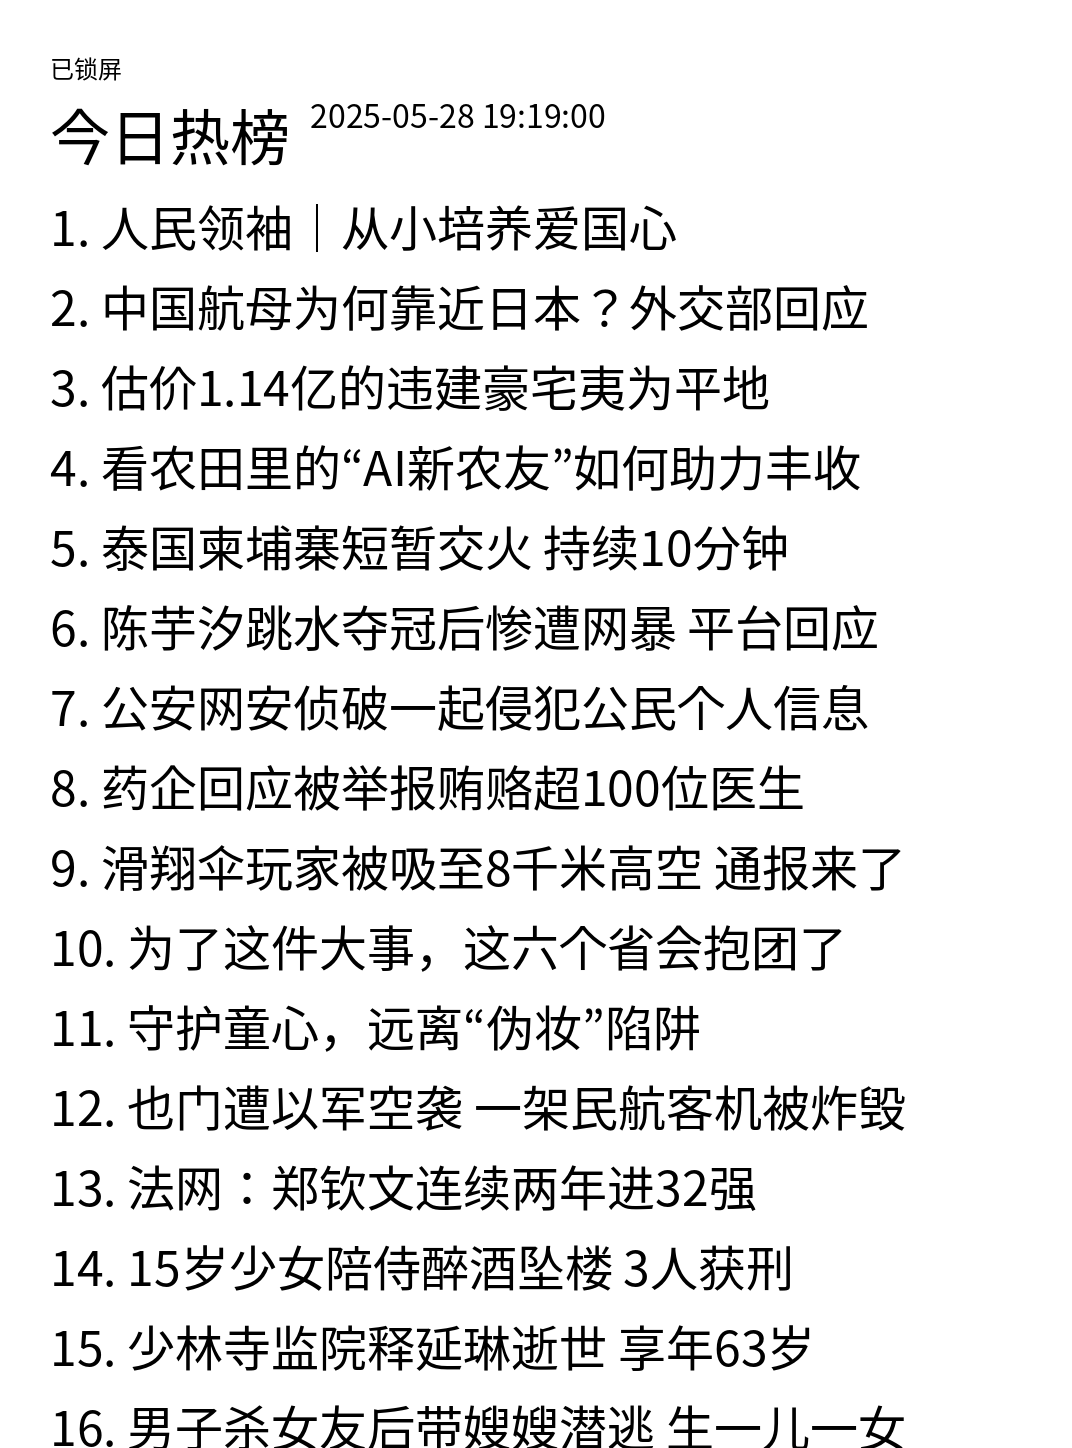 已锁屏
今日热榜 2025-05-28 19:19:00
1. 人民领袖｜从小培养爱国心
2. 中国航母为何靠近日本？外交部回应
3. 估价1.14亿的违建豪宅夷为平地
4. 看农田里的“AI新农友”如何助力丰收
5. 泰国柬埔寨短暂交火 持续10分钟
6. 陈芋汐跳水夺冠后惨遭网暴 平台回应
7. 公安网安侦破一起侵犯公民个人信息
8. 药企回应被举报贿赂超100位医生
9. 滑翔伞玩家被吸至8千米高空 通报来了
10. 为了这件大事，这六个省会抱团了
11. 守护童心，远离“伪妆”陷阱
12. 也门遭以军空袭 一架民航客机被炸毁
13. 法网：郑钦文连续两年进32强
14. 15岁少女陪侍醉酒坠楼 3人获刑
15. 少林寺监院释延琳逝世 享年63岁
16. 男子杀女友后带嫂嫂潜逃 生一儿一女